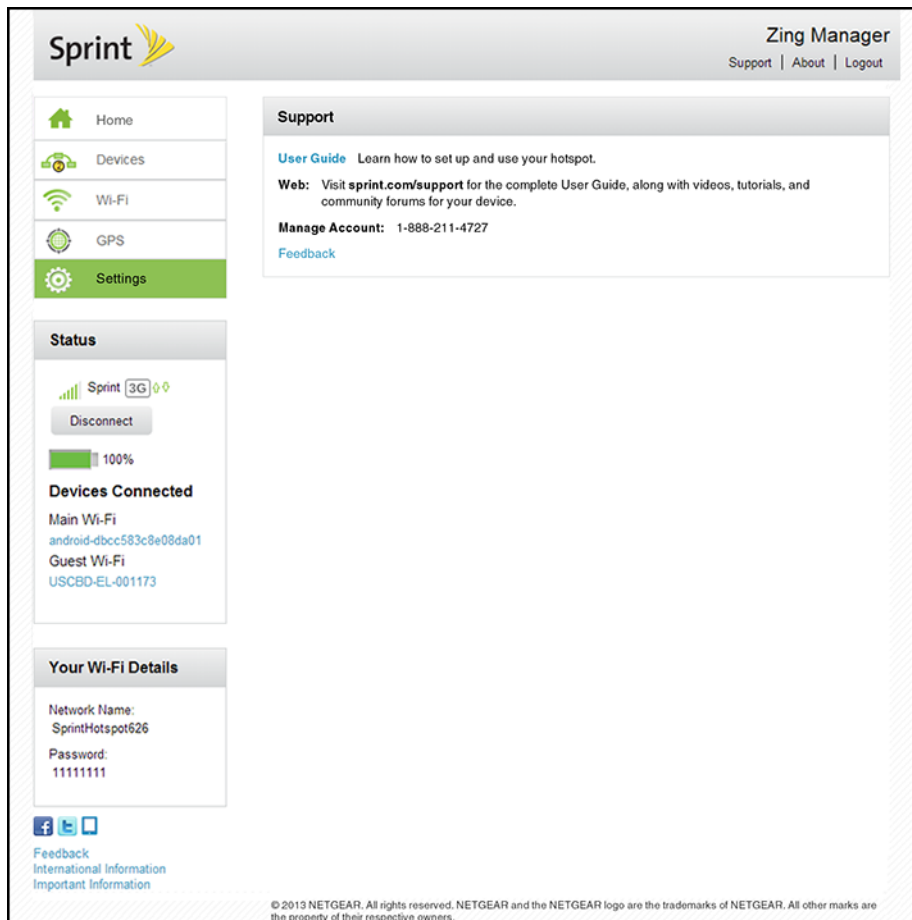 Sprint
Zing Manager
Support | About | Logout
Home
2
Devices
Wi-Fi
GPS
Settings
Support
User Guide Learn how to set up and use your hotspot.
Web: Visit sprint.com/support for the complete User Guide, along with videos, tutorials, and
community forums for your device.
Manage Account: 1-888-211-4727
Feedback
Status
Sprint 3G
Disconnect
100%
Devices Connected
Main Wi-Fi
android-dbcc583c8e08da01
Guest Wi-Fi
USCBD-EL-001173
Your Wi-Fi Details
Network Name:
SprintHotspot626
Password:
11111111
Feedback
International Information
Important Information
© 2013 NETGEAR. All rights reserved. NETGEAR and the NETGEAR logo are the trademarks of NETGEAR. All other marks are
the property of their respective owners.